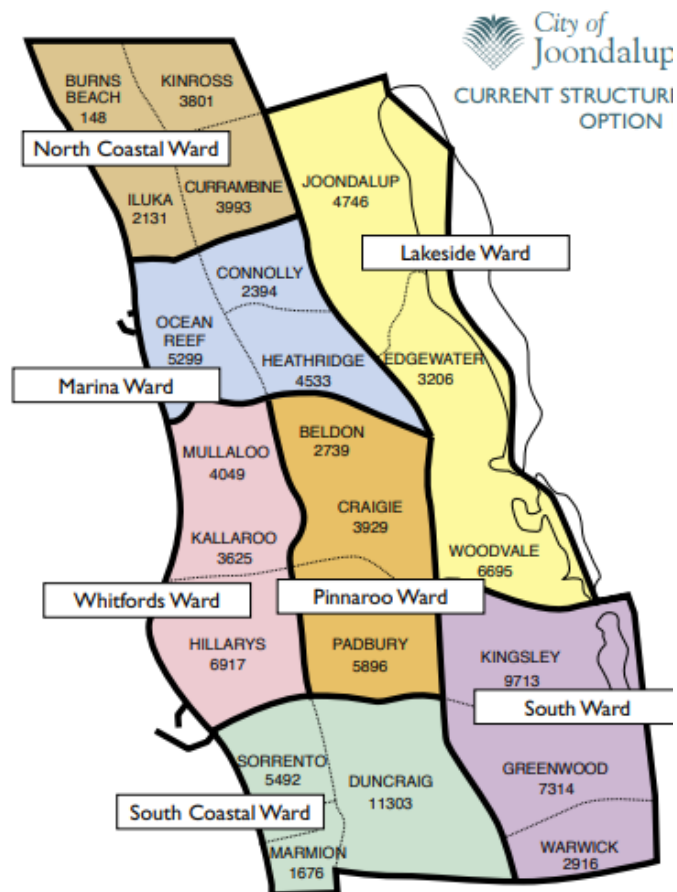 City of
Joondalup
CURRENT STRUCTURE
OPTION
BURNS
BEACH
148
KINROSS
3801
North Coastal Ward
ILUKA
2131
CURRAMBINE
3993
JOONDALUP
4746
Lakeside Ward
CONNOLLY
2394
OCEAN
REEF
5299
HEATHRIDGE
4533
EDGEWATER
3206
Marina Ward
MULLALOO
4049
BELDON
2739
KALLAROO
3625
CRAIGIE
3929
WOODVALE
6695
Whitfords Ward
Pinnaroo Ward
HILLARYS
6917
PADBURY
5896
KINGSLEY
9713
South Ward
SORRENTO
5492
DUNCRAIG
11303
GREENWOOD
7314
South Coastal Ward
MARMION
1676
WARWICK
2916